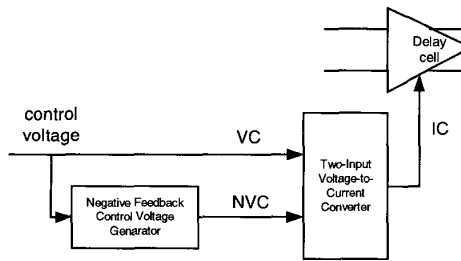 Delay
cell
control
voltage
VC
IC
Two-Input
Voltage-to-
Current
Converter
Negative Feedback
Control Voltage
Genarator
NVC